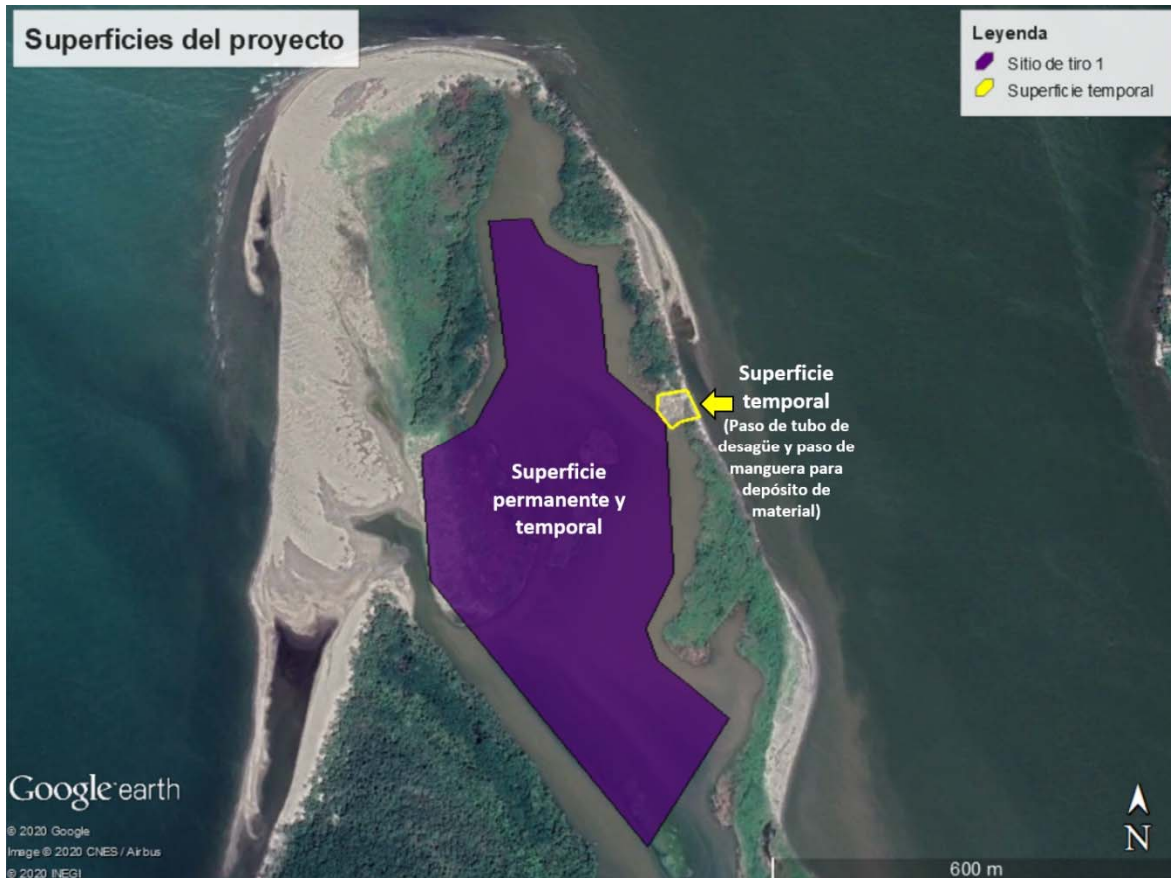 Superficies del proyecto
Leyenda
Sitio de tiro 1
Superficie temporal
Superficie
temporal
(Paso de tubo de
desagüe y paso de
manguera para
depósito de
material)
Superficie
permanente y
temporal
Google earth
© 2020 Google
Image © 2020 CNES / Airbus
© 2020 INEGI
N
600 m